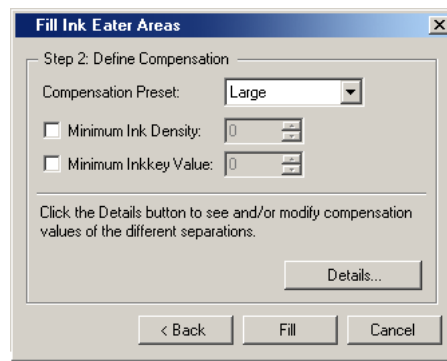 Fill Ink Eater Areas
Step 2: Define Compensation
Compensation Preset: Large
Minimum Ink Density: 0
Minimum Inkkey Value: 0
Click the Details button to see and/or modify compensation
values of the different separations.
Details...
< Back Fill Cancel